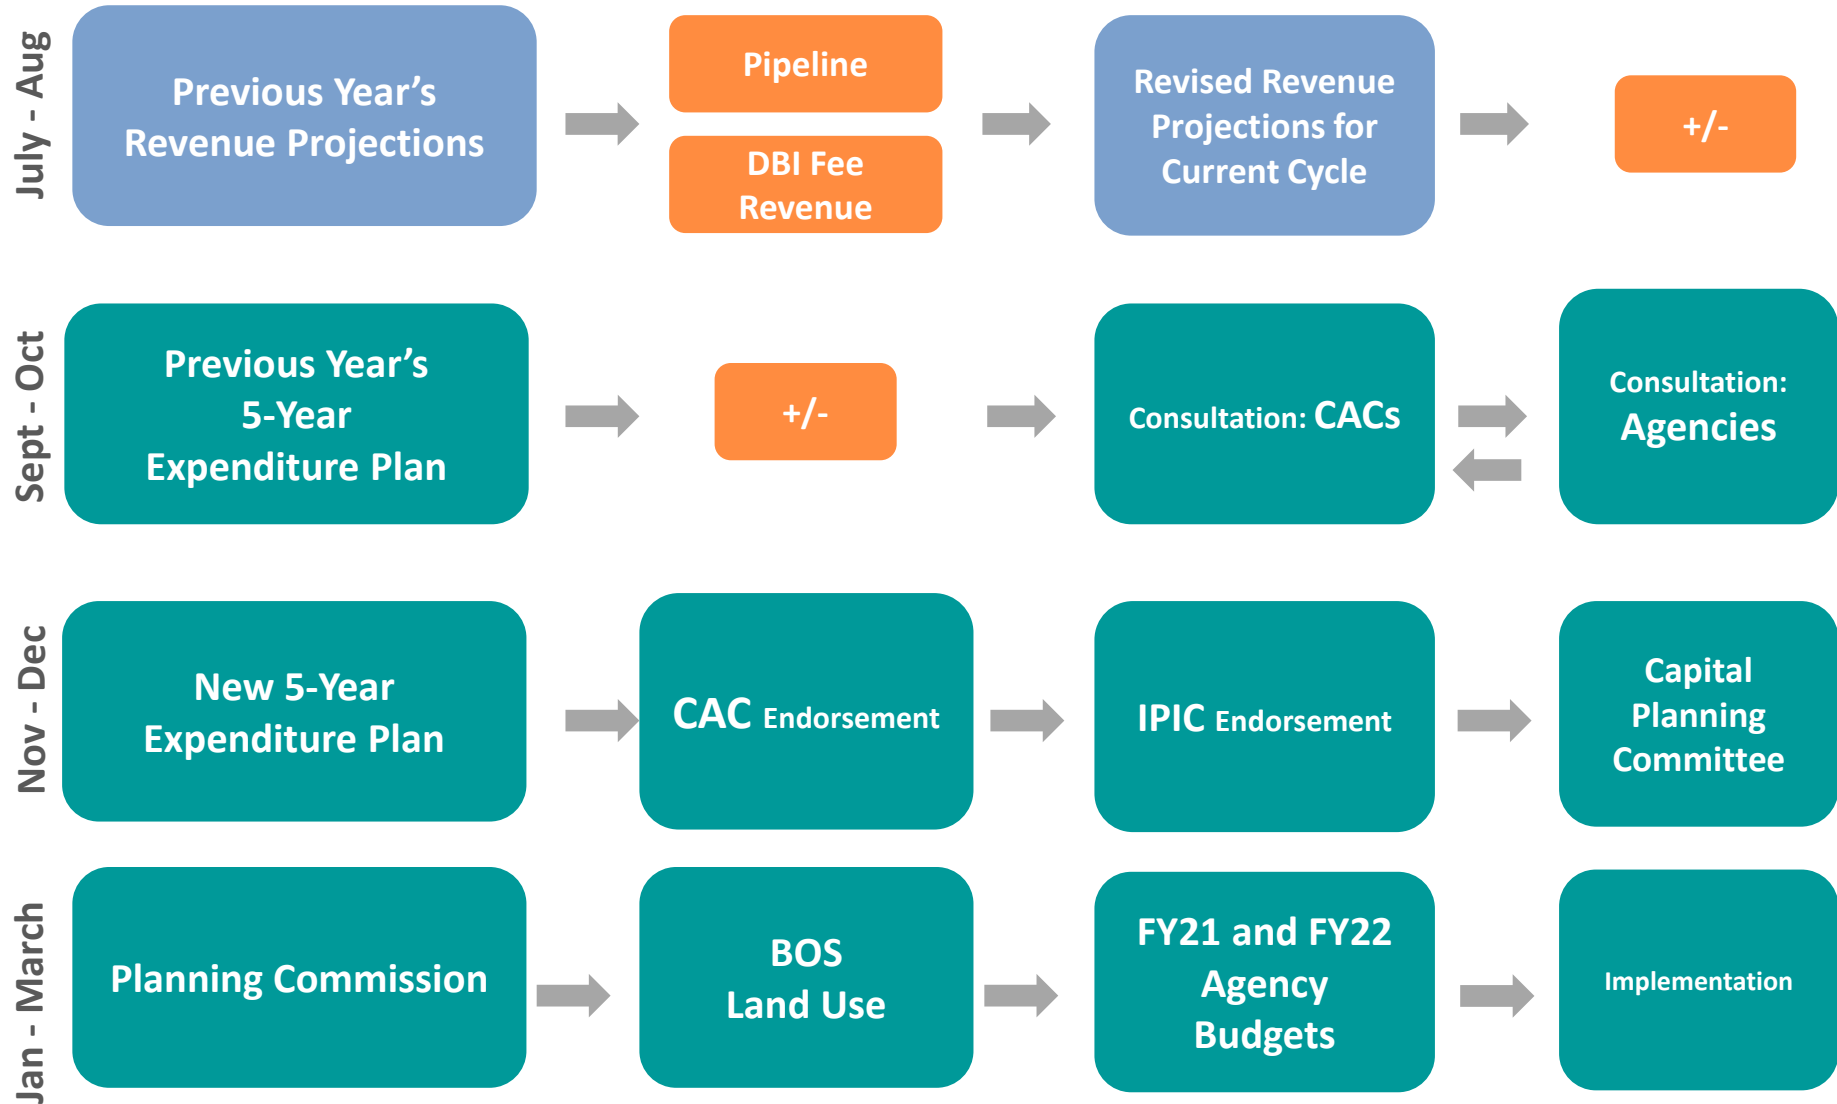 July - Aug
Previous Year’s
Revenue Projections
Pipeline
DBI Fee
Revenue
Revised Revenue
Projections for
Current Cycle
+/-
Sept - Oct
Previous Year’s
5-Year
Expenditure Plan
+/-
Consultation: CACs
Consultation:
Agencies
Nov - Dec
New 5-Year
Expenditure Plan
CAC Endorsement
IPIC Endorsement
Capital
Planning
Committee
Jan - March
Planning Commission
BOS
Land Use
FY21 and FY22
Agency
Budgets
Implementation